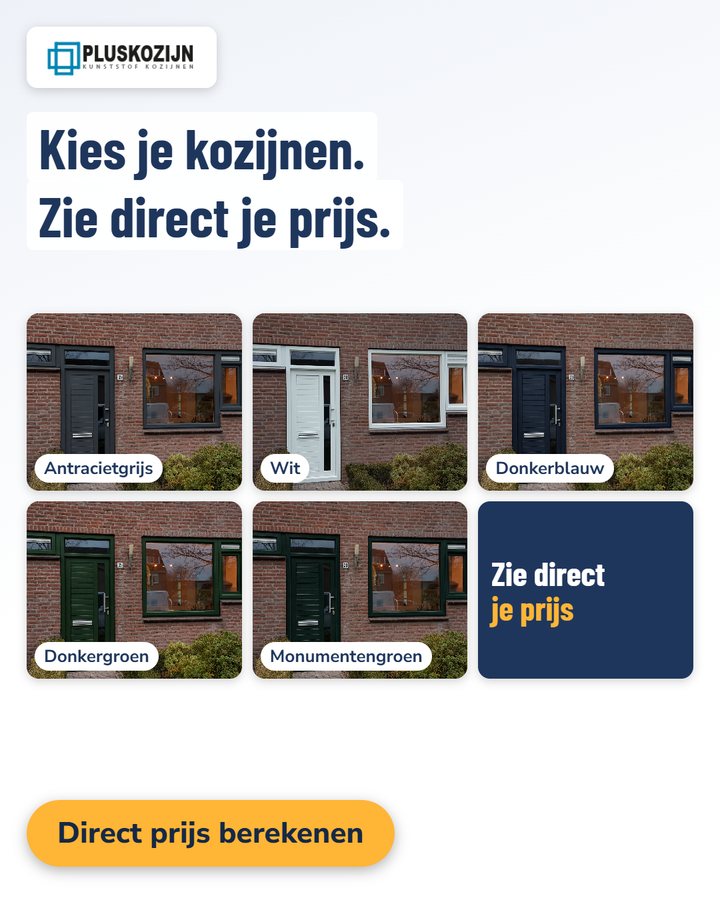 PLUSKOZIJN
KUNSTSTOF KOZIJNEN
Kies je kozijnen.
Zie direct je prijs.
Antracietgrijs
Wit
Donkerblauw
Donkergroen
Monumentengroen
Zie direct
je prijs
Direct prijs berekenen